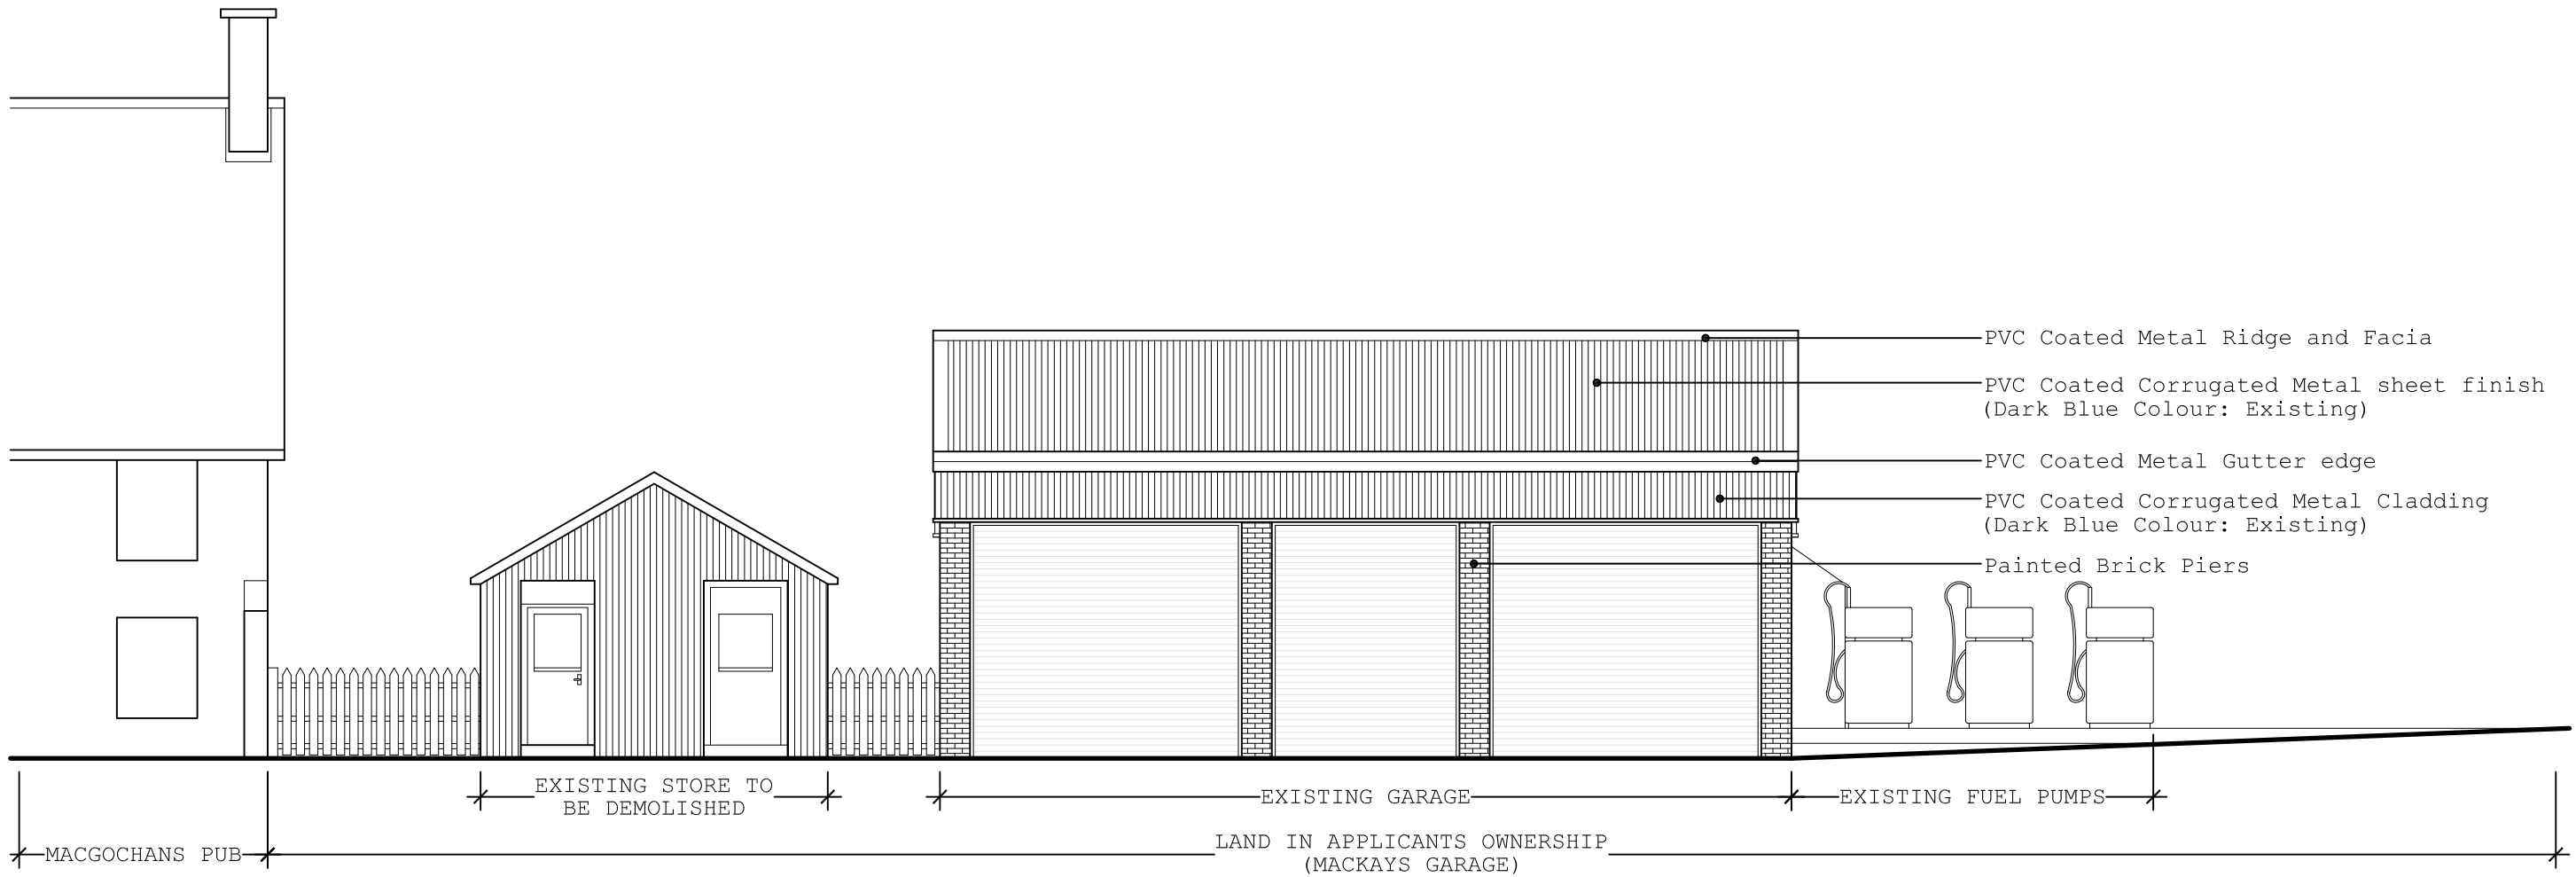 PVC Coated Metal Ridge and Facia
PVC Coated Corrugated Metal sheet finish
(Dark Blue Colour: Existing)
PVC Coated Metal Gutter edge
PVC Coated Corrugated Metal Cladding
(Dark Blue Colour: Existing)
Painted Brick Piers
EXISTING STORE TO
BE DEMOLISHED
EXISTING GARAGE
EXISTING FUEL PUMPS
MACGOCHANS PUB
LAND IN APPLICANTS OWNERSHIP
(MACKAYS GARAGE)